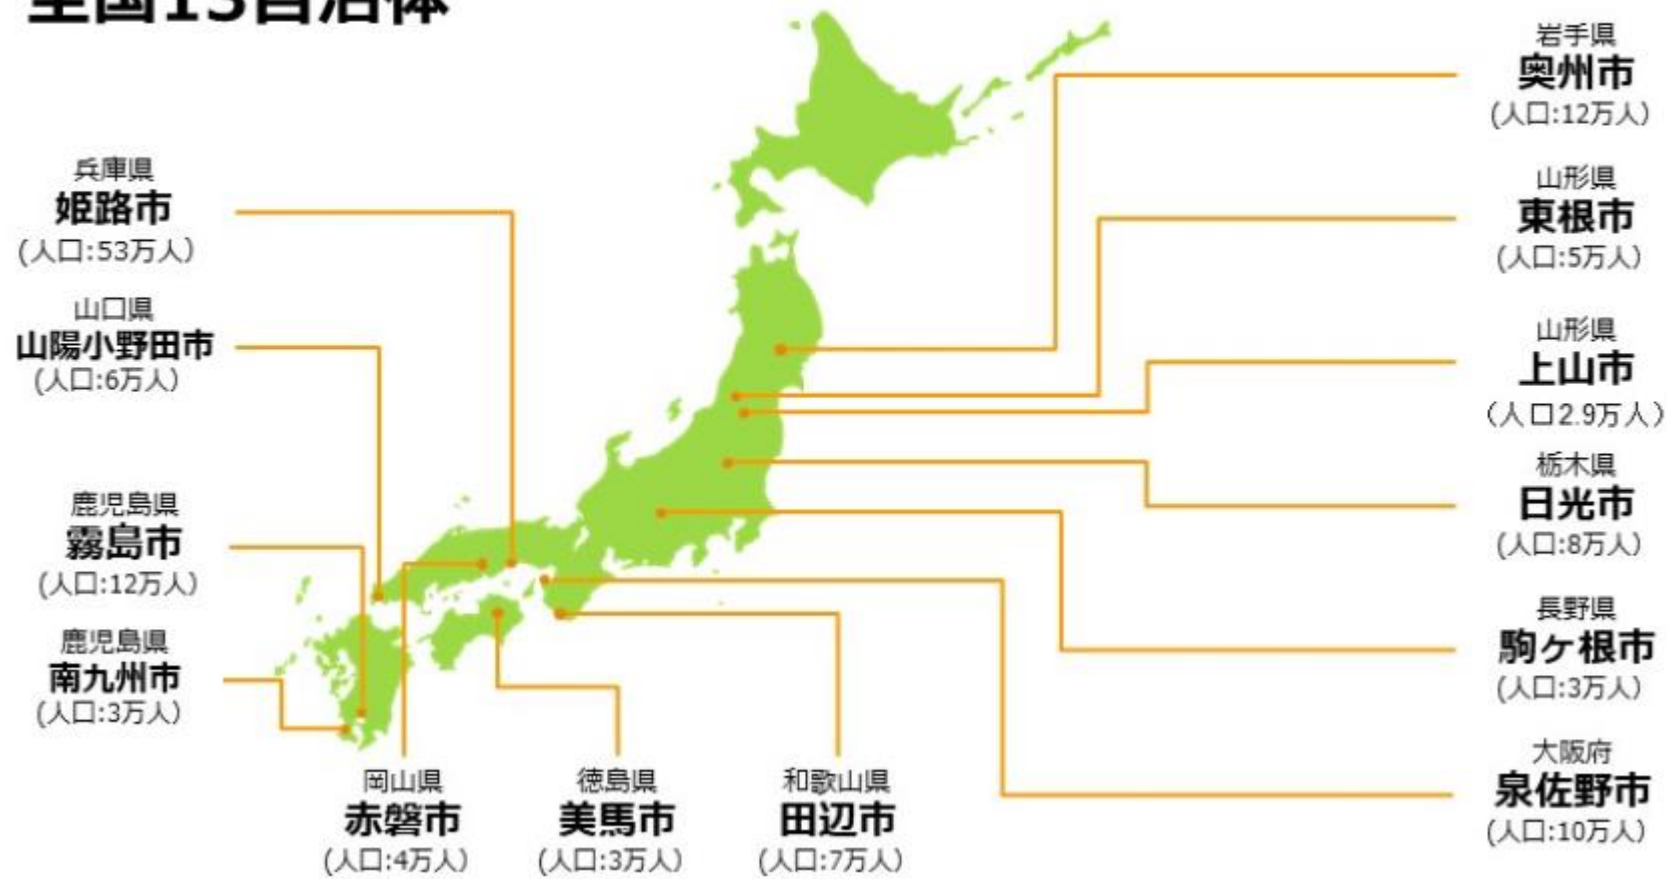 全国13自治体
岩手県
奥州市
(人口:12万人)
山形県
東根市
(人口:5万人)
山形県
上山市
（人口2.9万人）
栃木県
日光市
(人口:8万人)
長野県
駒ヶ根市
(人口:3万人)
大阪府
泉佐野市
(人口:10万人)
兵庫県
姫路市
(人口:53万人)
山口県
山陽小野田市
(人口:6万人)
鹿児島県
霧島市
(人口:12万人)
鹿児島県
南九州市
(人口:3万人)
岡山県
赤磐市
(人口:4万人)
徳島県
美馬市
(人口:3万人)
和歌山県
田辺市
(人口:7万人)